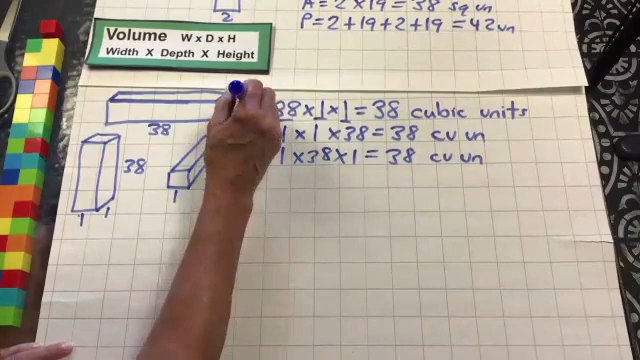 A = 2 x 19 = 38 sq un
2
P = 2 + 19 + 2 + 19 = 42 un
Volume W x D x H
Width X Depth X Height
38 x 1 x 1 = 38 cubic units
38
1 x 1 x 38 = 38 cu un
1 x 38 x 1 = 38 cu un
38
1
1 1